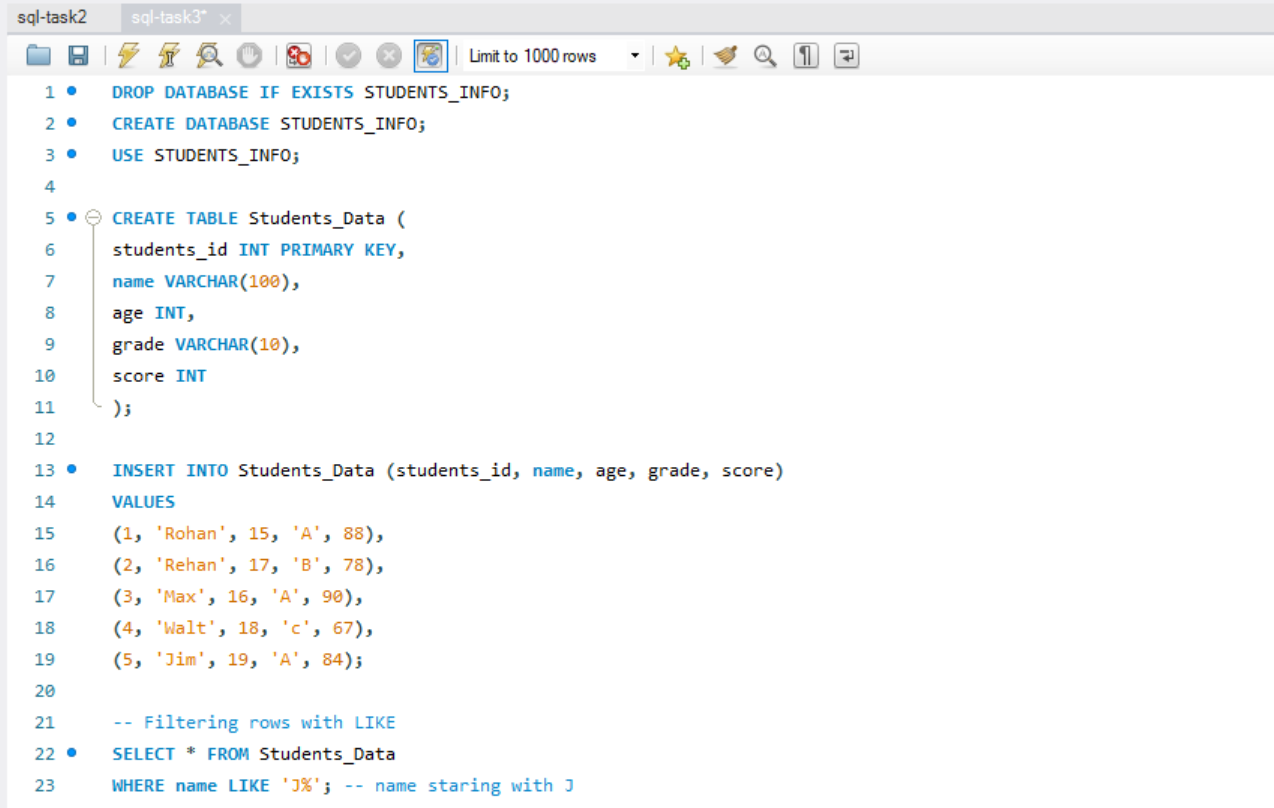 sql-task2 sql-task3*
Limit to 1000 rows
1 DROP DATABASE IF EXISTS STUDENTS_INFO;
2 CREATE DATABASE STUDENTS_INFO;
3 USE STUDENTS_INFO;
4
5 CREATE TABLE Students_Data (
6 students_id INT PRIMARY KEY,
7 name VARCHAR(100),
8 age INT,
9 grade VARCHAR(10),
10 score INT
11 );
12
13 INSERT INTO Students_Data (students_id, name, age, grade, score)
14 VALUES
15 (1, 'Rohan', 15, 'A', 88),
16 (2, 'Rehan', 17, 'B', 78),
17 (3, 'Max', 16, 'A', 90),
18 (4, 'Walt', 18, 'c', 67),
19 (5, 'Jim', 19, 'A', 84);
20
21 -- Filtering rows with LIKE
22 SELECT * FROM Students_Data
23 WHERE name LIKE 'J%'; -- name staring with J